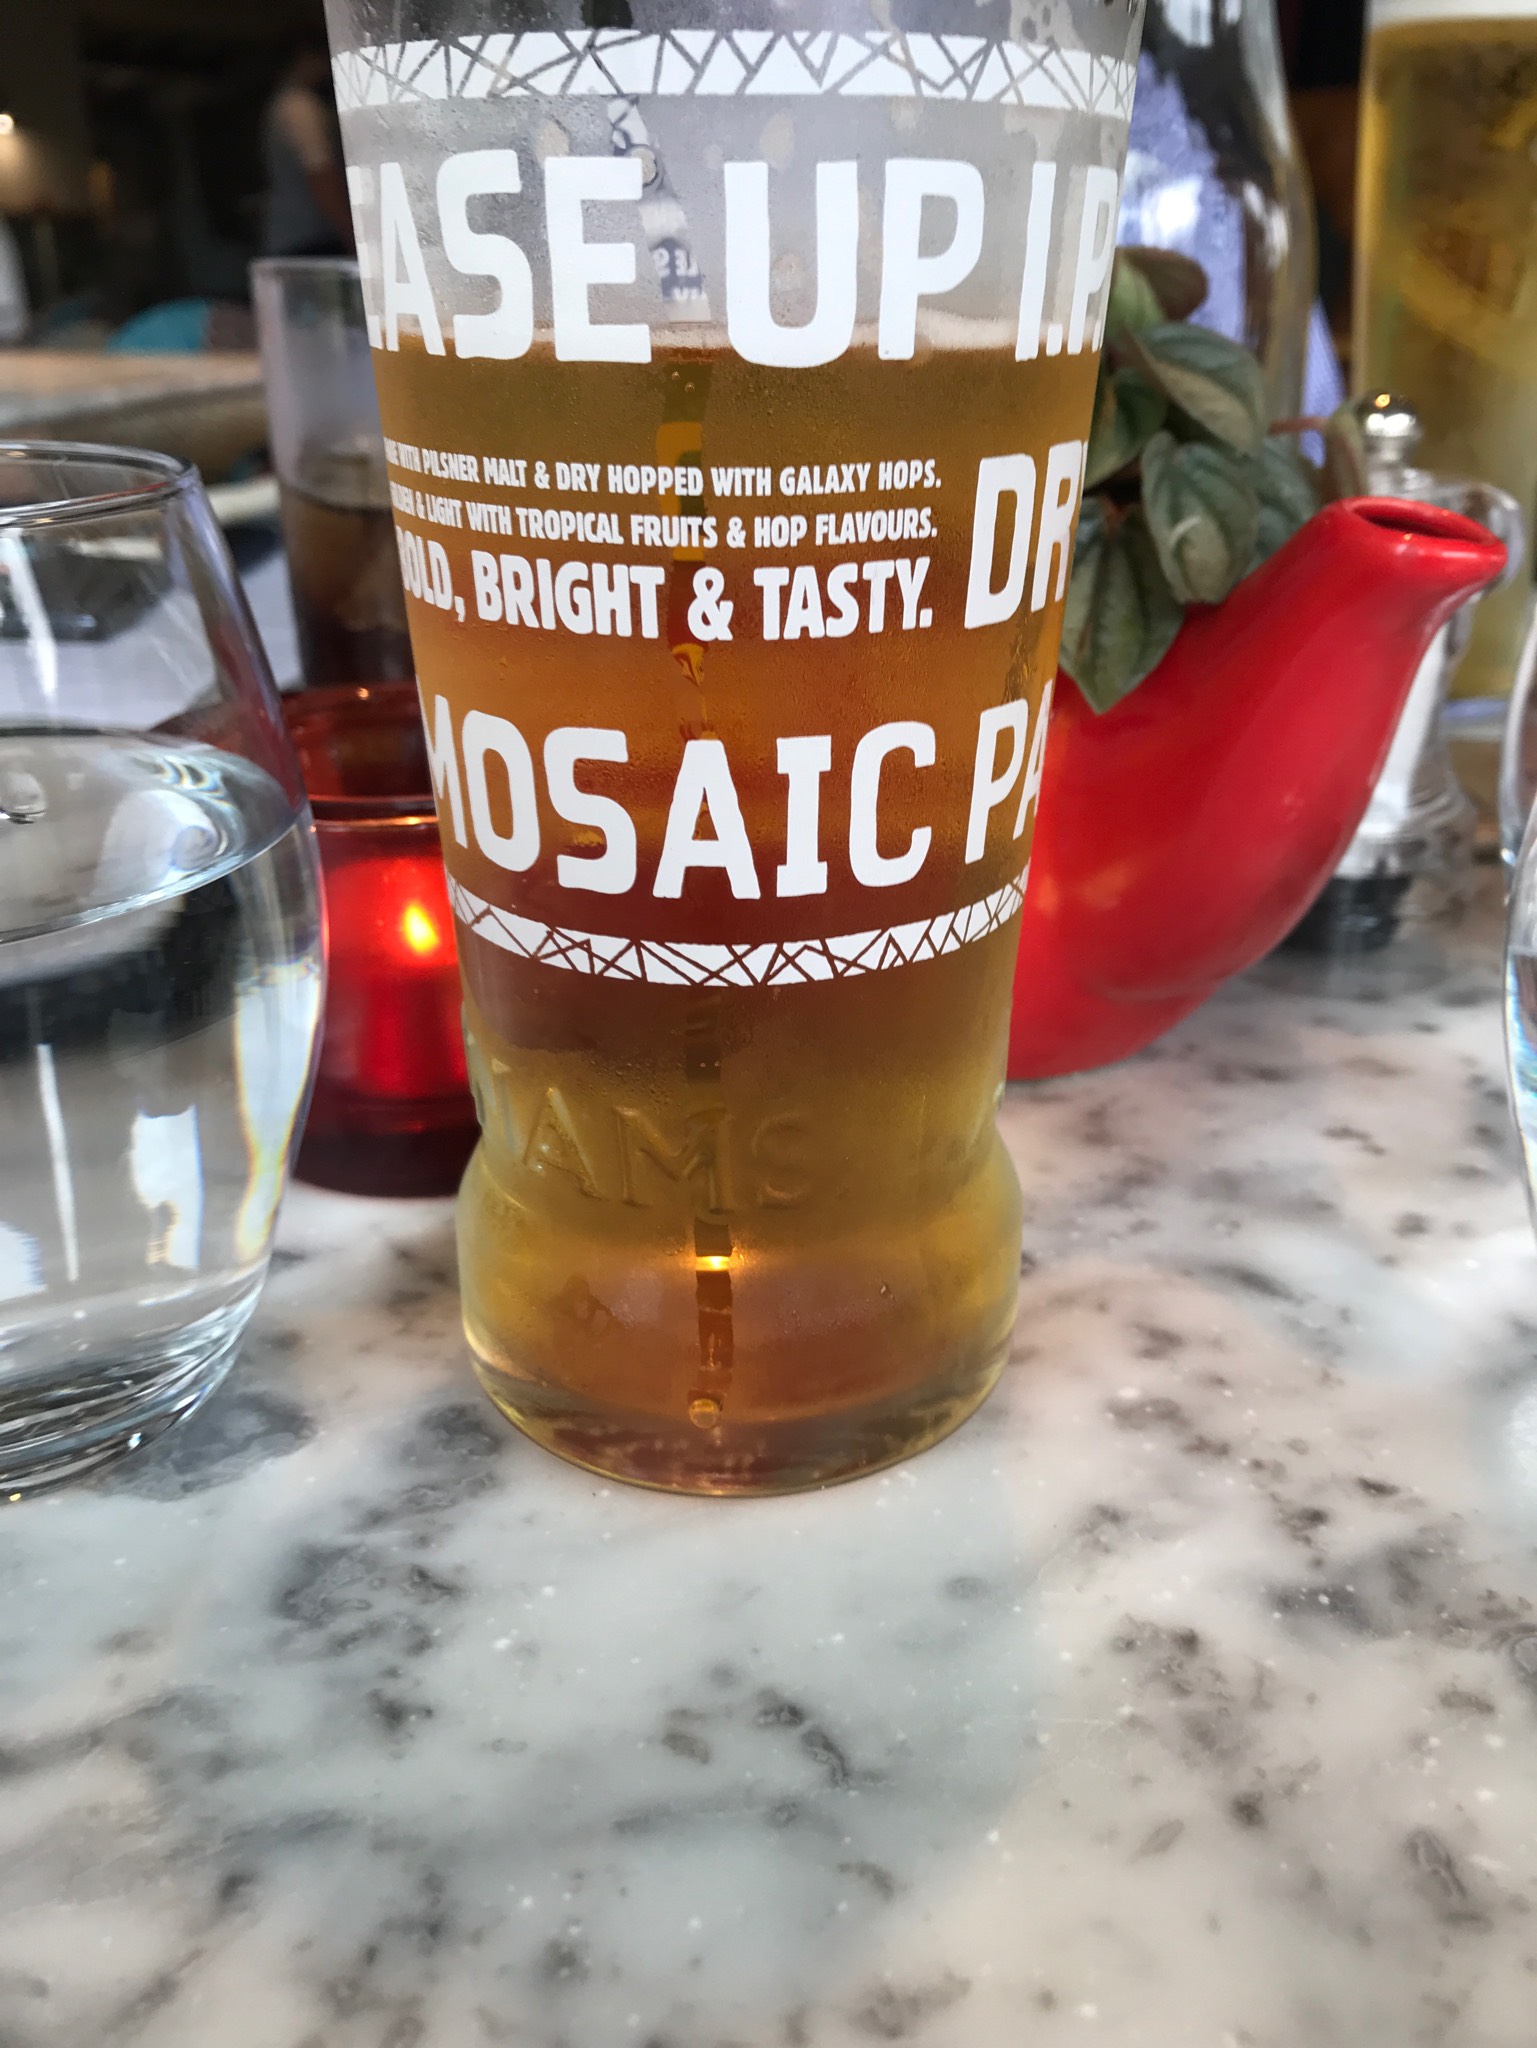 EASE UP I.P.
WITH PILSNER MALT & DRY HOPPED WITH GALAXY HOPS.
& LIGHT WITH TROPICAL FRUITS & HOP FLAVOURS.
BOLD, BRIGHT & TASTY.
DR
MOSAIC PA
IAMS